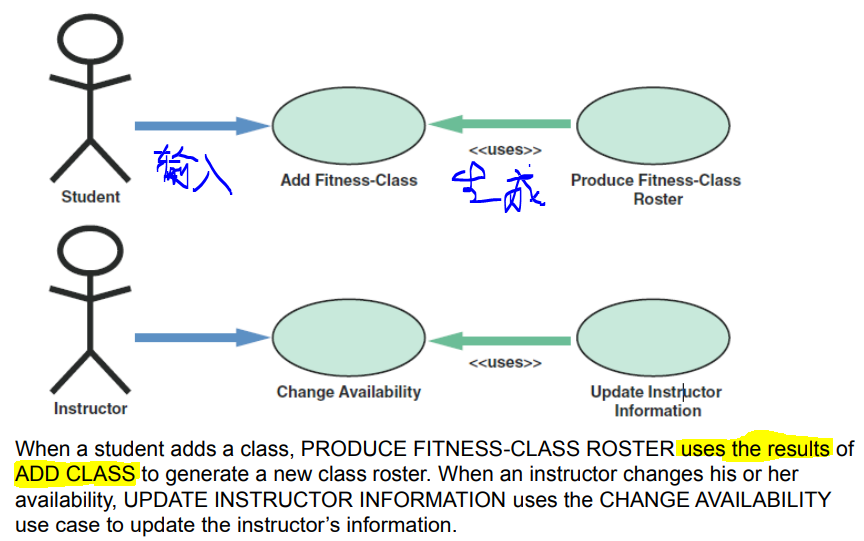 输入
<<uses>>
生成
Student
Add Fitness-Class
Produce Fitness-Class
Roster
<<uses>>
Instructor
Change Availability
Update Instructor
Information
When a student adds a class, PRODUCE FITNESS-CLASS ROSTER uses the results of
ADD CLASS to generate a new class roster. When an instructor changes his or her
availability, UPDATE INSTRUCTOR INFORMATION uses the CHANGE AVAILABILITY
use case to update the instructor's information.